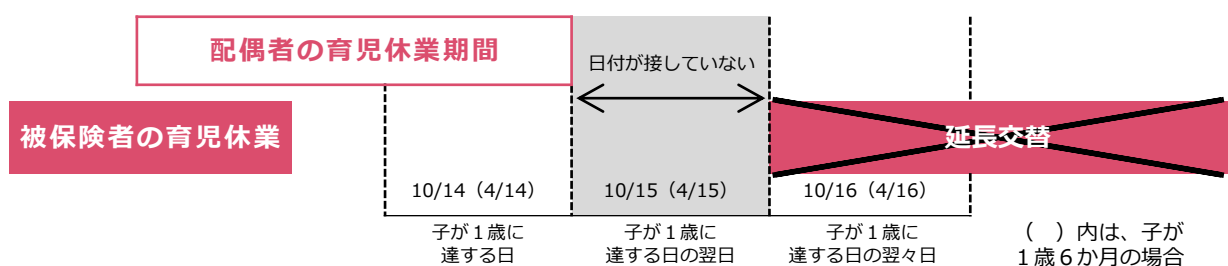 配偶者の育児休業期間
日付が接していない
被保険者の育児休業
延長交替
10/14（4/14）
10/15（4/15）
10/16（4/16）
子が１歳に
達する日
子が１歳に
達する日の翌日
子が１歳に
達する日の翌々日
（　）内は、子が
１歳６か月の場合